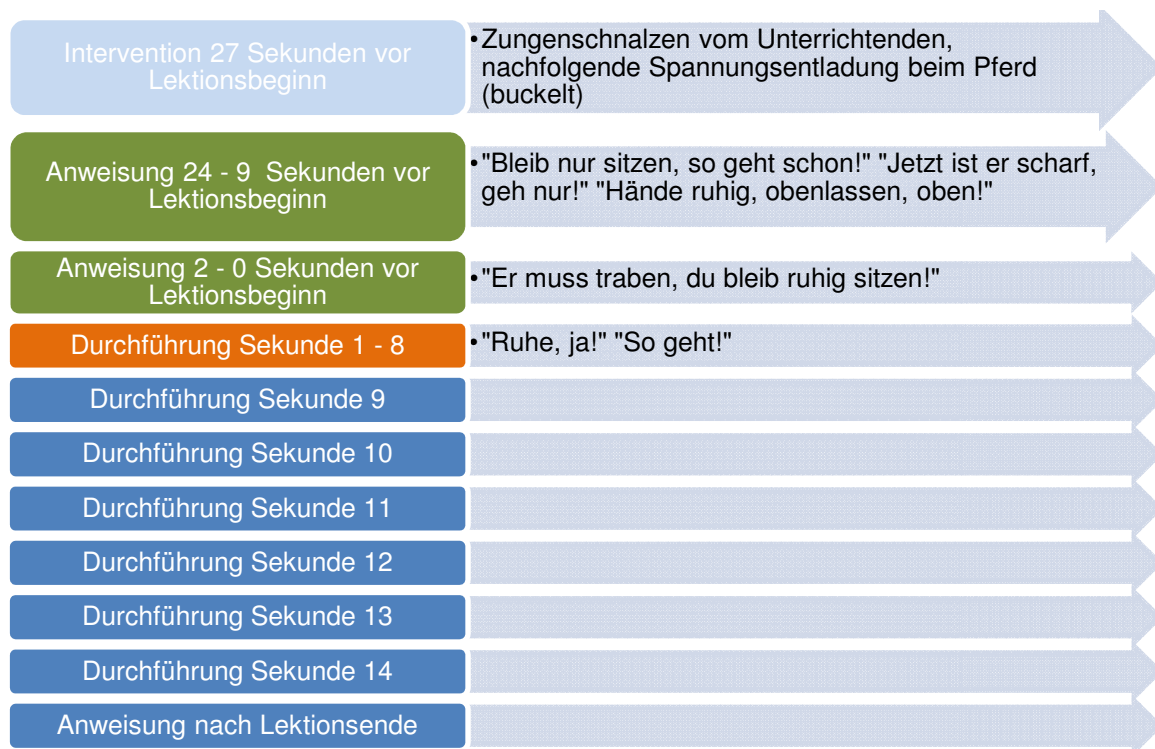 Intervention 27 Sekunden vor
Lektionsbeginn
•Zungenschnalzen vom Unterrichtenden,
nachfolgende Spannungsentladung beim Pferd
(buckelt)
Anweisung 24 - 9 Sekunden vor
Lektionsbeginn
•"Bleib nur sitzen, so geht schon!" "Jetzt ist er scharf,
geh nur!" "Hände ruhig, obenlassen, oben!"
Anweisung 2 - 0 Sekunden vor
Lektionsbeginn
•"Er muss traben, du bleib ruhig sitzen!"
Durchführung Sekunde 1 - 8
•"Ruhe, ja!" "So geht!"
Durchführung Sekunde 9
Durchführung Sekunde 10
Durchführung Sekunde 11
Durchführung Sekunde 12
Durchführung Sekunde 13
Durchführung Sekunde 14
Anweisung nach Lektionsende